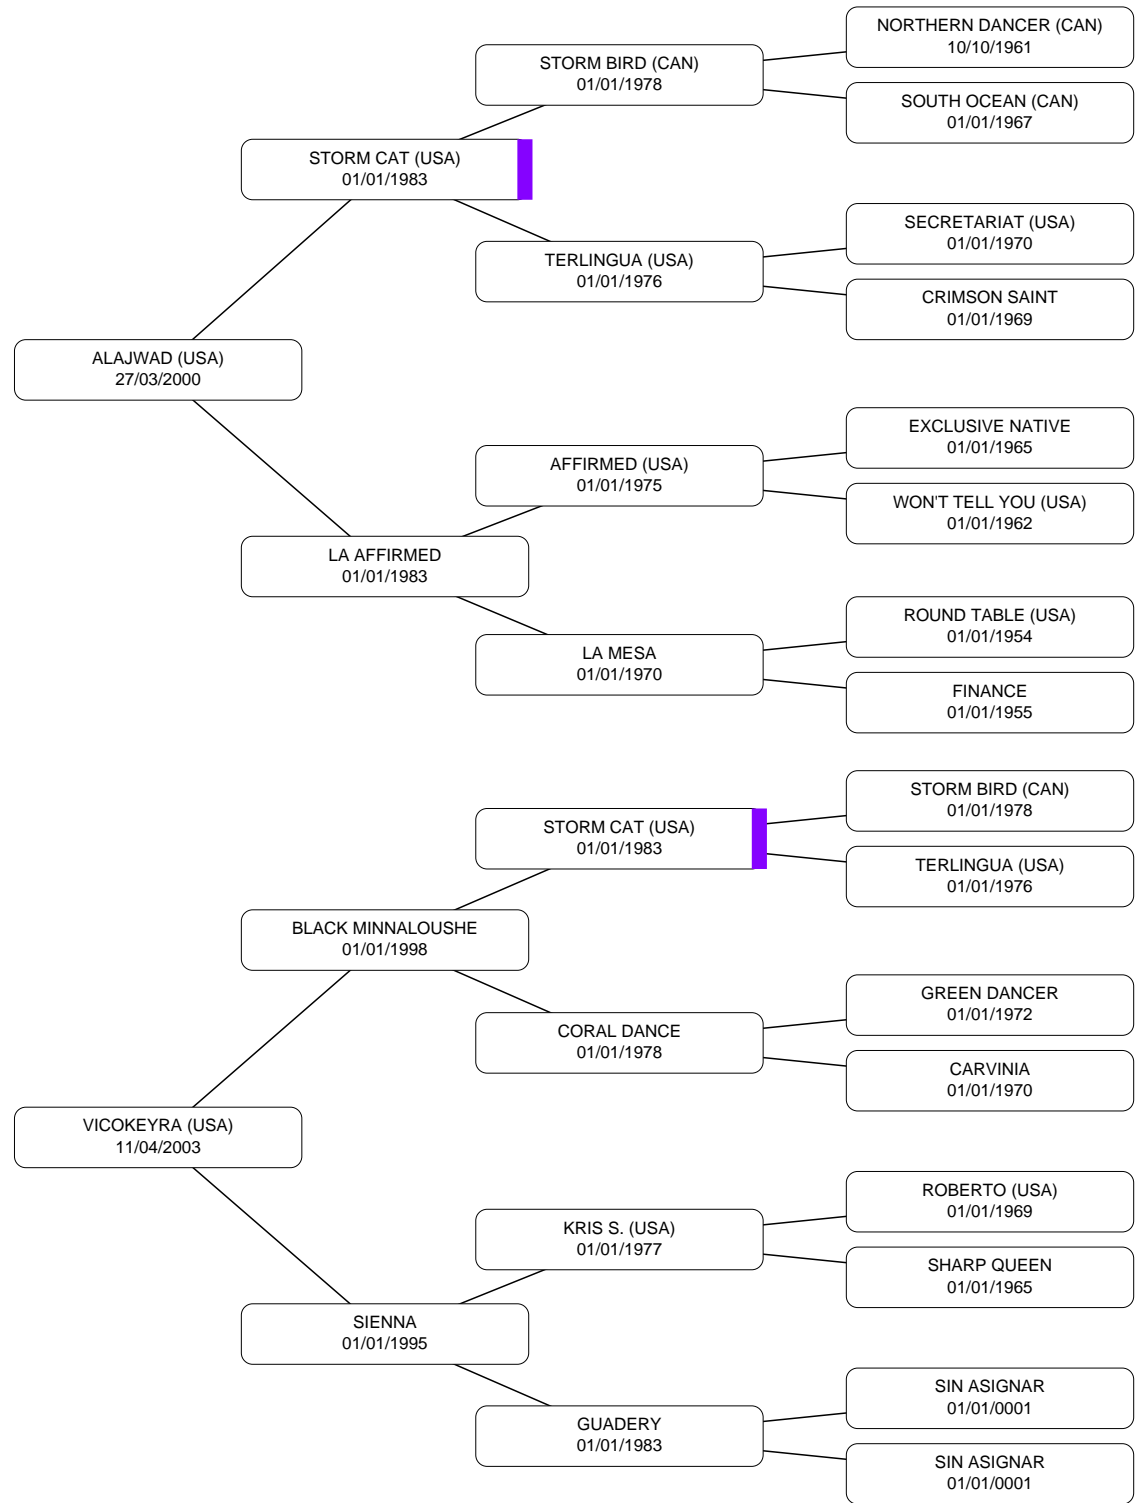 NORTHERN DANCER (CAN)
10/10/1961
STORM BIRD (CAN)
01/01/1978
SOUTH OCEAN (CAN)
01/01/1967
STORM CAT (USA)
01/01/1983
SECRETARIAT (USA)
01/01/1970
TERLINGUA (USA)
01/01/1976
CRIMSON SAINT
01/01/1969
ALAJWAD (USA)
27/03/2000
EXCLUSIVE NATIVE
01/01/1965
AFFIRMED (USA)
01/01/1975
WON'T TELL YOU (USA)
01/01/1962
LA AFFIRMED
01/01/1983
ROUND TABLE (USA)
01/01/1954
LA MESA
01/01/1970
FINANCE
01/01/1955
STORM BIRD (CAN)
01/01/1978
STORM CAT (USA)
01/01/1983
TERLINGUA (USA)
01/01/1976
BLACK MINNALOUSHE
01/01/1998
GREEN DANCER
01/01/1972
CORAL DANCE
01/01/1978
CARVINIA
01/01/1970
VICOKEYRA (USA)
11/04/2003
ROBERTO (USA)
01/01/1969
KRIS S. (USA)
01/01/1977
SHARP QUEEN
01/01/1965
SIENNA
01/01/1995
SIN ASIGNAR
01/01/0001
GUADERY
01/01/1983
SIN ASIGNAR
01/01/0001